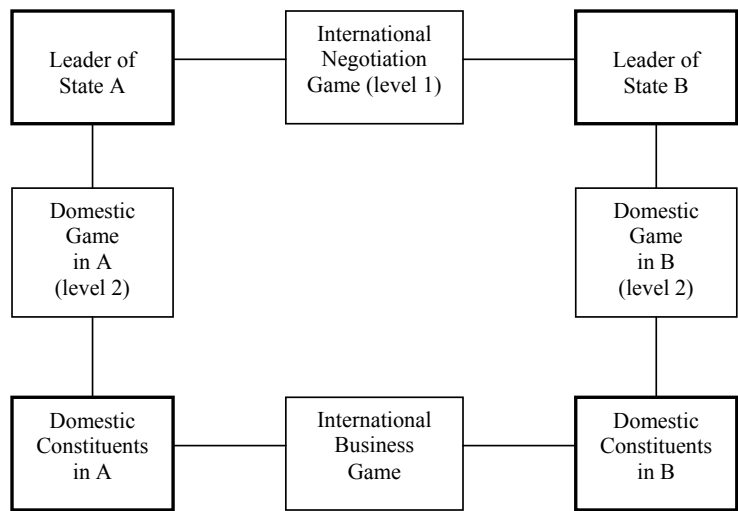 Leader of
State A
International
Negotiation
Game (level 1)
Leader of
State B
Domestic
Game
in A
(level 2)
Domestic
Game
in B
(level 2)
Domestic
Constituents
in A
International
Business
Game
Domestic
Constituents
in B